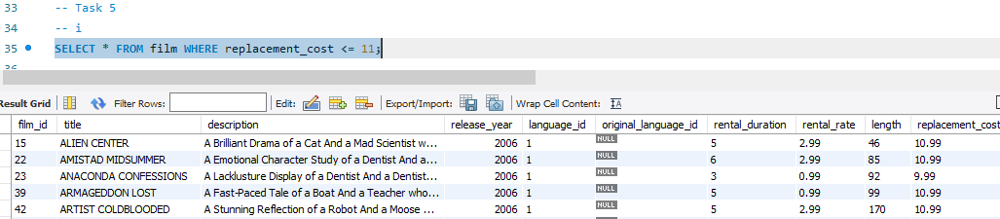 33 -- Task 5
34 -- i
35 SELECT * FROM film WHERE replacement_cost <= 11;
Result Grid Filter Rows: Edit: Export/Import: Wrap Cell Content: IA
film_id title description release_year language_id original_language_id rental_duration rental_rate length replacement_cost
15 ALIEN CENTER A Brilliant Drama of a Cat And a Mad Scientist w... 2006 1 NULL 5 2.99 46 10.99
22 AMISTAD MIDSUMMER A Emotional Character Study of a Dentist And a... 2006 1 NULL 6 2.99 85 10.99
23 ANACONDA CONFESSIONS A Lacklusture Display of a Dentist And a Dentist... 2006 1 NULL 3 0.99 92 9.99
39 ARMAGEDDON LOST A Fast-Paced Tale of a Boat And a Teacher who... 2006 1 NULL 5 0.99 99 10.99
42 ARTIST COLDBLOODED A Stunning Reflection of a Robot And a Moose ... 2006 1 NULL 5 2.99 170 10.99